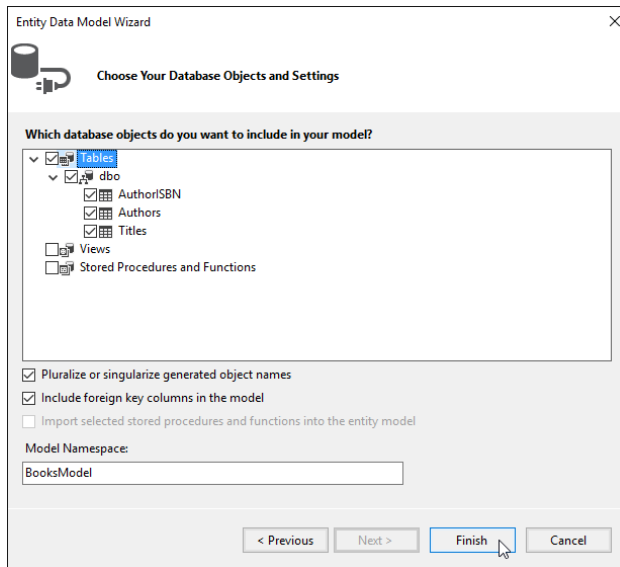 Entity Data Model Wizard
Choose Your Database Objects and Settings
Which database objects do you want to include in your model?
Tables
dbo
AuthorISBN
Authors
Titles
Views
Stored Procedures and Functions
Pluralize or singularize generated object names
Include foreign key columns in the model
Import selected stored procedures and functions into the entity model
Model Namespace:
BooksModel
< Previous Next > Finish Cancel